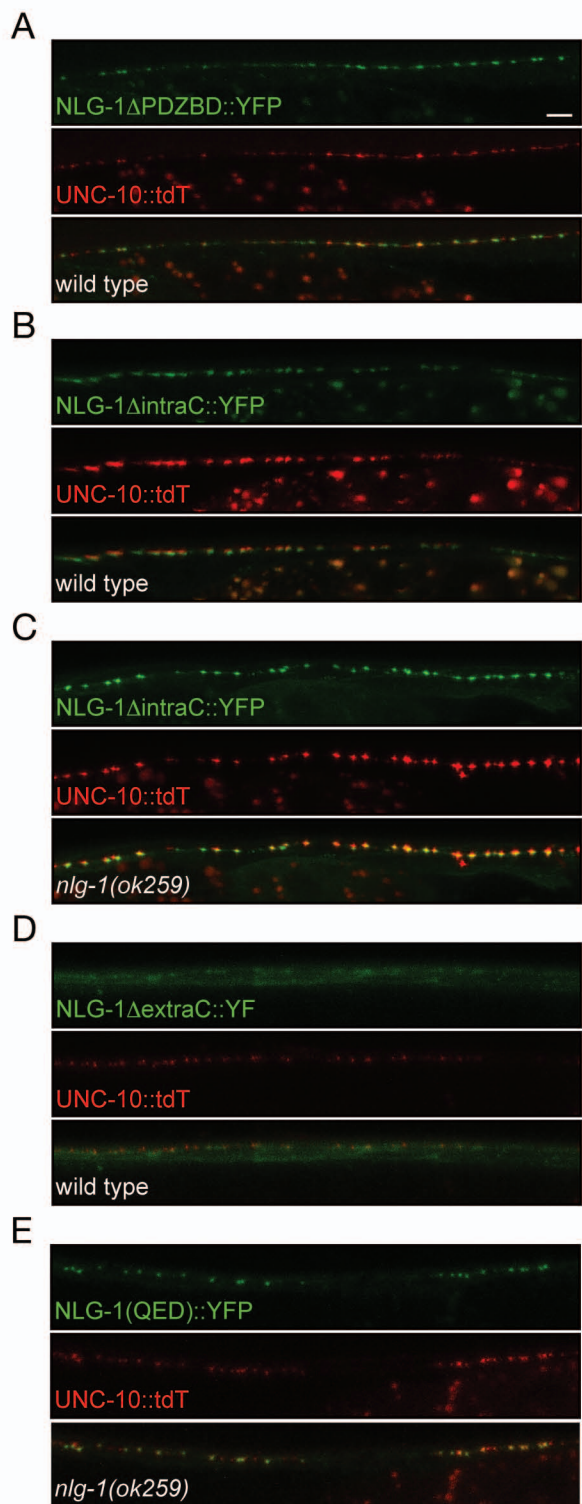 A
NLG-1ΔPDZBD::YFP
UNC-10::tdT
wild type
B
NLG-1ΔintraC::YFP
UNC-10::tdT
wild type
C
NLG-1ΔintraC::YFP
UNC-10::tdT
nlg-1(ok259)
D
NLG-1ΔextraC::YF
UNC-10::tdT
wild type
E
NLG-1(QED)::YFP
UNC-10::tdT
nlg-1(ok259)